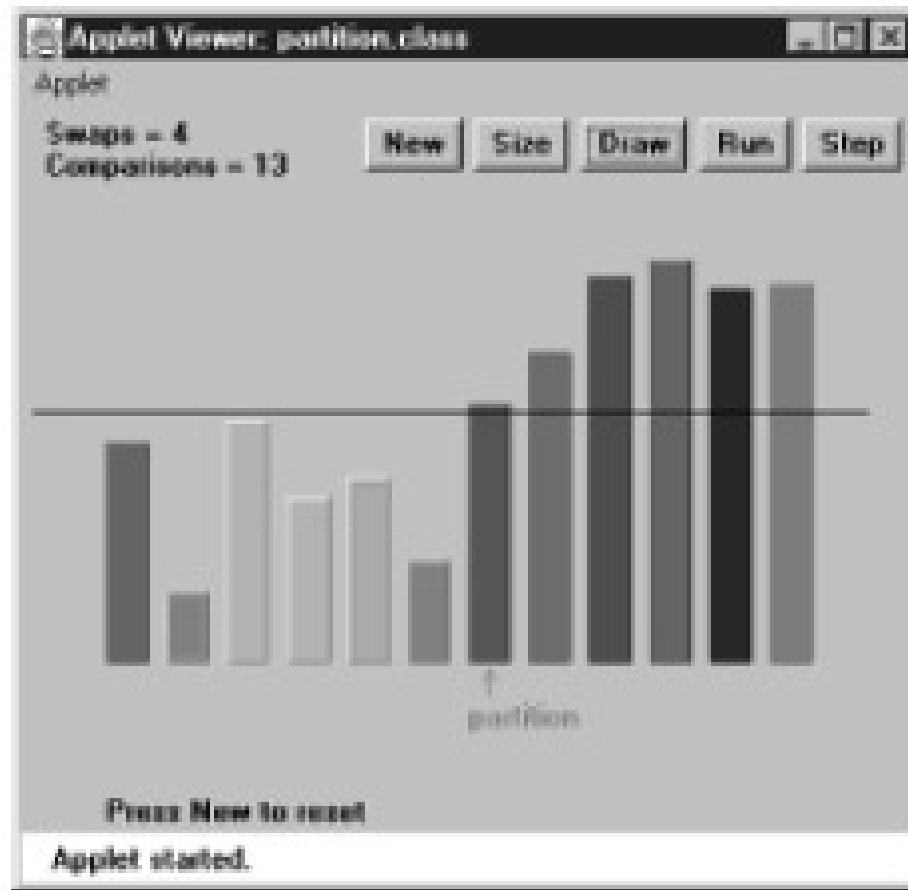 Applet Viewer: partition.class
Applet
Swaps = 4
Comparisons = 13
New Size Draw Run Step
partition
Press New to reset
Applet started.